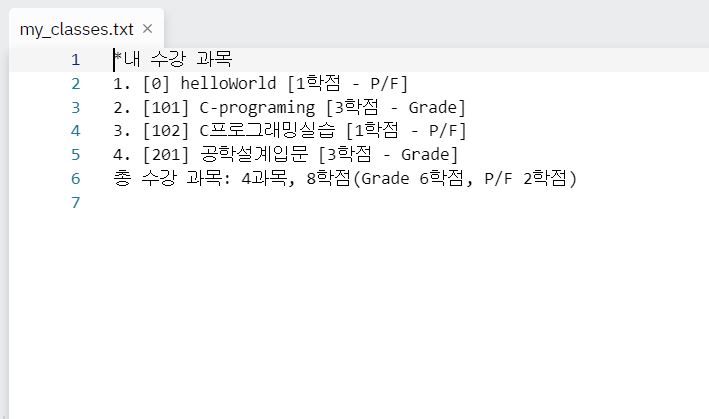 my_classes.txt ×
1 *내 수강 과목
2 1. [0] helloWorld [1학점 - P/F]
3 2. [101] C-programing [3학점 - Grade]
4 3. [102] C프로그래밍실습 [1학점 - P/F]
5 4. [201] 공학설계입문 [3학점 - Grade]
6 총 수강 과목: 4과목, 8학점(Grade 6학점, P/F 2학점)
7